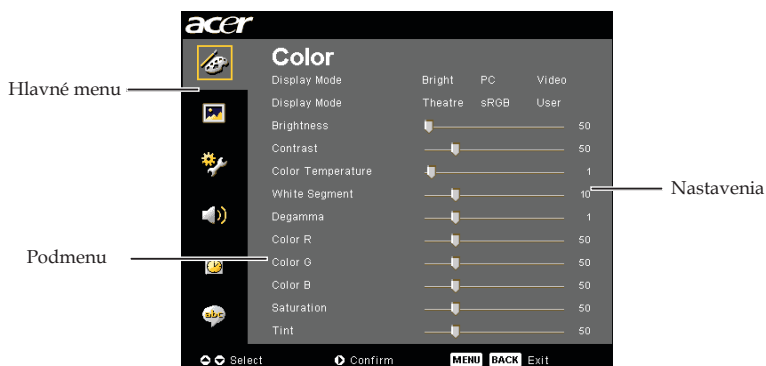 acer
Color
Display Mode Bright PC Video
Hlavné menu
Display Mode Theatre sRGB User
Brightness 50
Contrast 50
Color Temperature 1
White Segment 10
Nastavenia
Degamma 1
Color R 50
Podmenu
Color G 50
Color B 50
abc
Saturation 50
Tint 50
Select Confirm MENU BACK Exit